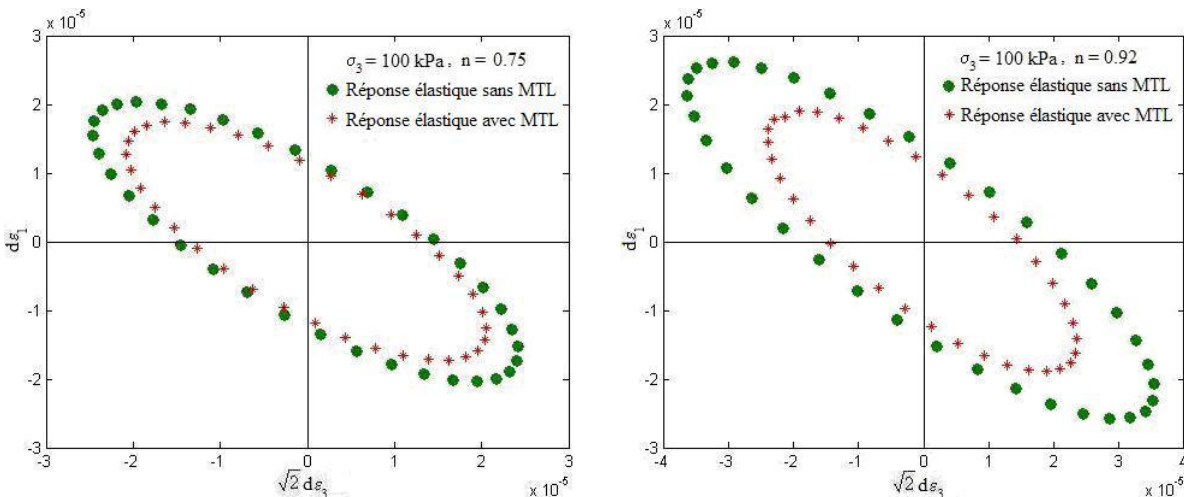 x 10⁻⁵
3
2
1
0
-1
-2
-3
dε₁
σ₃ = 100 kPa , n = 0.75
Réponse élastique sans MTL
Réponse élastique avec MTL
-3 -2 -1 0 1 2 3
√2 dε₃
x 10⁻⁵
x 10⁻⁵
3
2
1
0
-1
-2
-3
dε₁
σ₃ = 100 kPa , n = 0.92
Réponse élastique sans MTL
Réponse élastique avec MTL
-4 -3 -2 -1 0 1 2 3 4
√2 dε₃
x 10⁻⁵